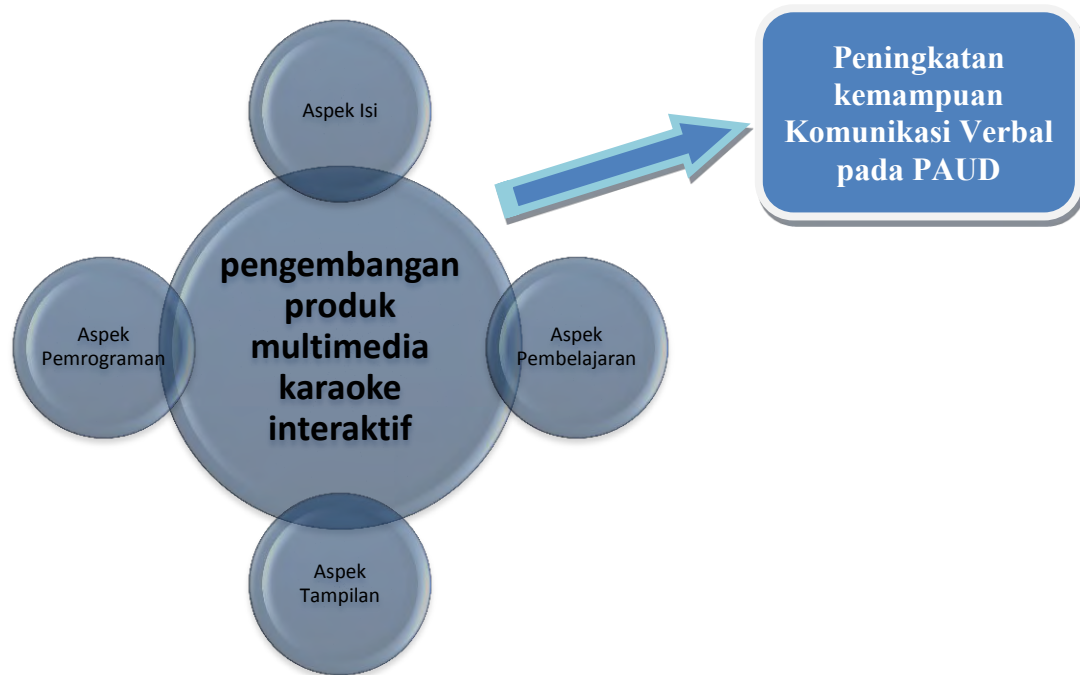 Aspek Isi
Peningkatan
kemampuan
Komunikasi Verbal
pada PAUD
pengembangan
produk
multimedia
karaoke
interaktif
Aspek
Pemrograman
Aspek
Pembelajaran
Aspek
Tampilan